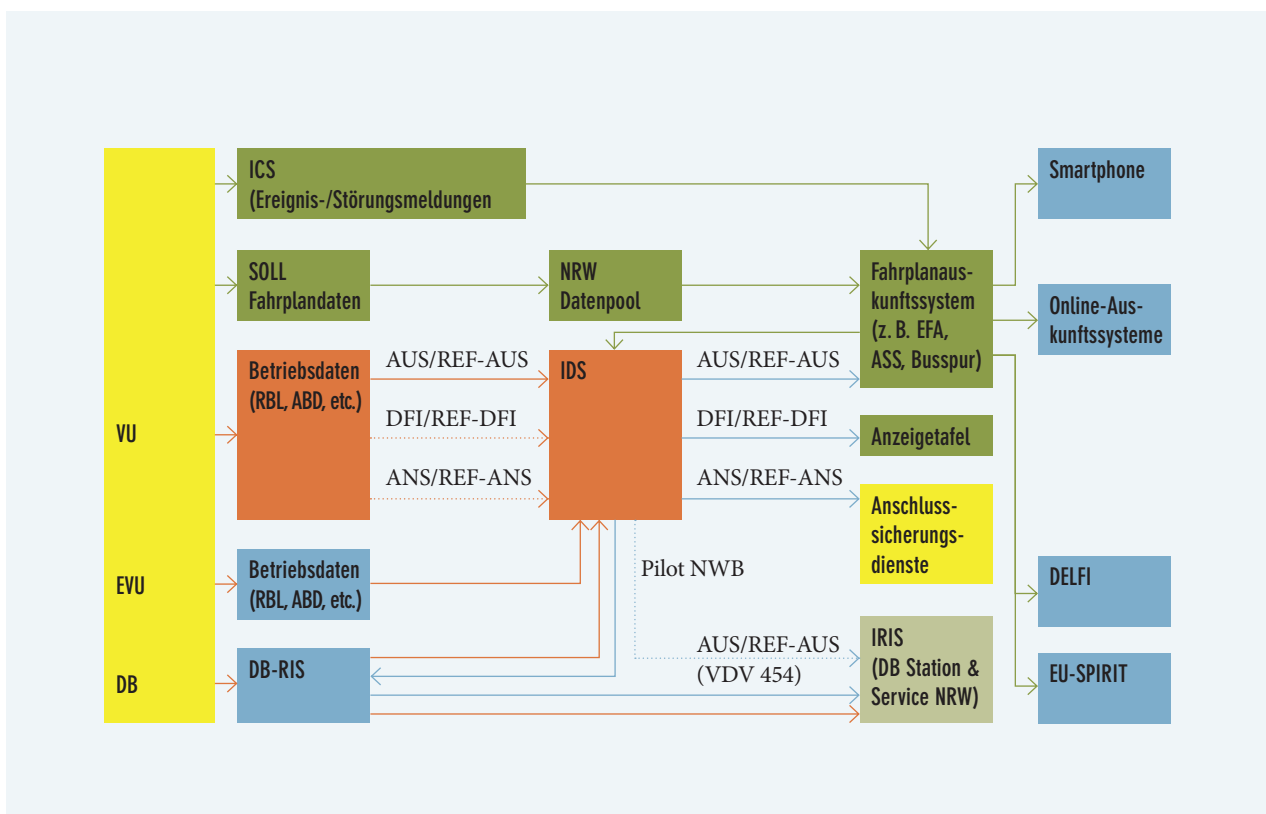 ICS
(Ereignis-/Störungsmeldungen
Smartphone
SOLL
Fahrplandaten
NRW
Datenpool
Fahrplanaus-
kunftssystem
(z. B. EFA,
ASS, Busspur)
Online-Aus-
kunftssysteme
VU
Betriebsdaten
(RBL, ABD, etc.)
AUS/REF-AUS
DFI/REF-DFI
ANS/REF-ANS
IDS
AUS/REF-AUS
DFI/REF-DFI
ANS/REF-ANS
Anzeigetafel
Anschluss-
sicherungs-
dienste
EVU
Betriebsdaten
(RBL, ABD, etc.)
Pilot NWB
DELFI
DB
DB-RIS
AUS/REF-AUS
(VDV 454)
IRIS
(DB Station &
Service NRW)
EU-SPIRIT